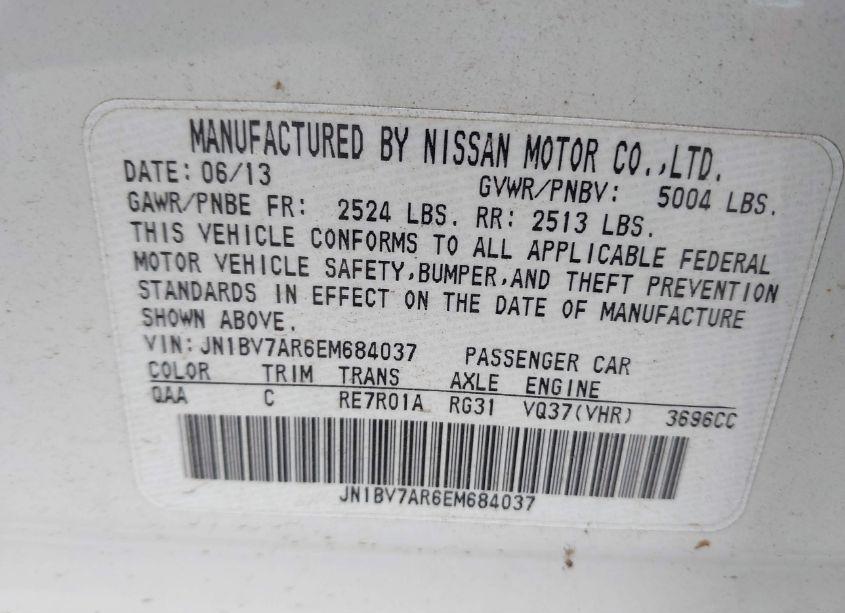 MANUFACTURED BY NISSAN MOTOR CO.,LTD.
DATE: 06/13 GVWR/PNBV: 5004 LBS.
GAWR/PNBE FR: 2524 LBS. RR: 2513 LBS.
THIS VEHICLE CONFORMS TO ALL APPLICABLE FEDERAL
MOTOR VEHICLE SAFETY,BUMPER,AND THEFT PREVENTION
STANDARDS IN EFFECT ON THE DATE OF MANUFACTURE
SHOWN ABOVE.
VIN: JN1BV7AR6EM684037 PASSENGER CAR
COLOR TRIM TRANS AXLE ENGINE
QAA C RE7R01A RG31 VQ37(VHR) 3696CC
JN1BV7AR6EM684037